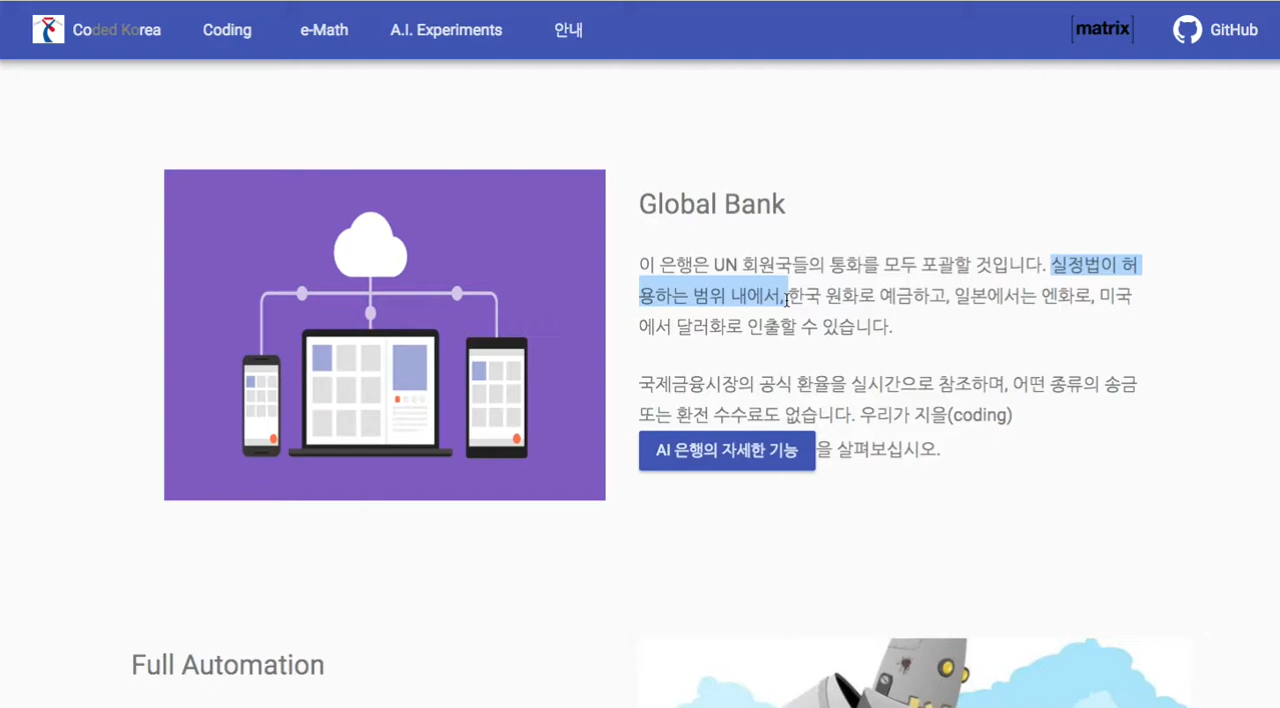 Coded Korea Coding e-Math A.I. Experiments 안내 matrix GitHub
Global Bank
이 은행은 UN 회원국들의 통화를 모두 포괄할 것입니다. 실정법이 허
용하는 범위 내에서, 한국 원화로 예금하고, 일본에서는 엔화로, 미국
에서 달러화로 인출할 수 있습니다.
국제금융시장의 공식 환율을 실시간으로 참조하며, 어떤 종류의 송금
또는 환전 수수료도 없습니다. 우리가 지을(coding)
AI 은행의 자세한 기능 을 살펴보십시오.
Full Automation